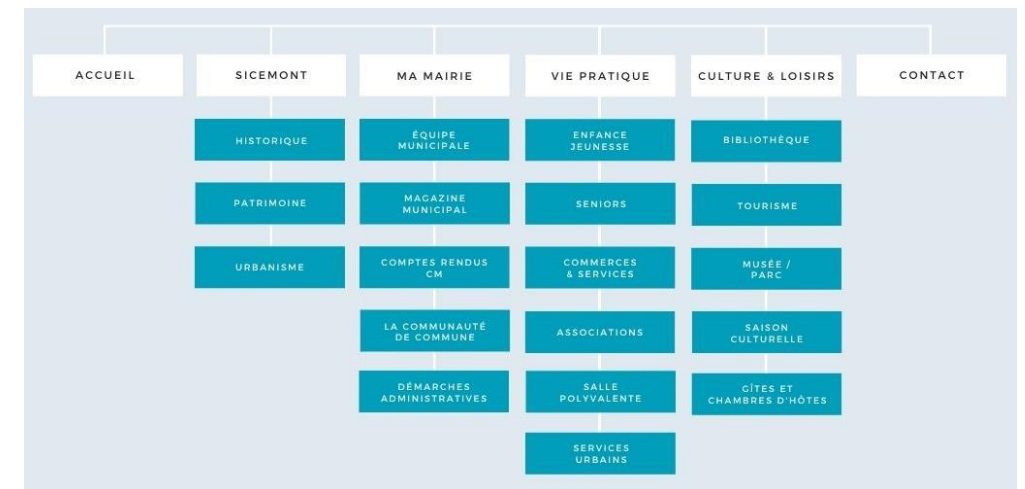 ACCUEIL
SICEMONT
MA MAIRIE
VIE PRATIQUE
CULTURE & LOISIRS
CONTACT
HISTORIQUE
PATRIMOINE
URBANISME
ÉQUIPE
MUNICIPALE
MAGAZINE
MUNICIPAL
COMPTES RENDUS
CM
LA COMMUNAUTÉ
DE COMMUNE
DÉMARCHES
ADMINISTRATIVES
ENFANCE
JEUNESSE
SENIORS
COMMERCES
& SERVICES
ASSOCIATIONS
SALLE
POLYVALENTE
SERVICES
URBAINS
BIBLIOTHÈQUE
TOURISME
MUSÉE /
PARC
SAISON
CULTURELLE
GÎTES ET
CHAMBRES D'HÔTES